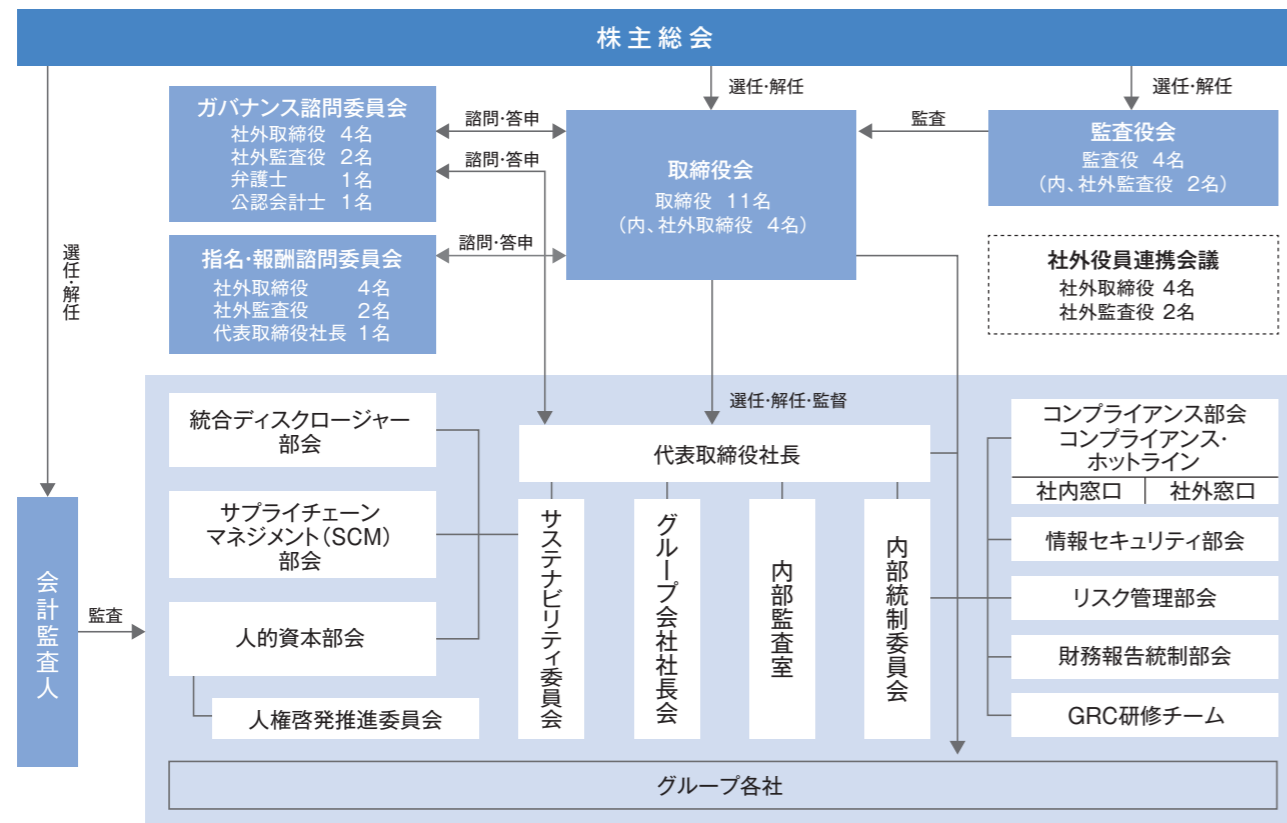 株主総会
選任・解任
選任・解任
選任・解任
ガバナンス諮問委員会
社外取締役 4名
社外監査役 2名
弁護士 1名
公認会計士 1名
諮問・答申
諮問・答申
取締役会
取締役 11名
（内、社外取締役 4名）
監査
監査役会
監査役 4名
（内、社外監査役 2名）
指名・報酬諮問委員会
社外取締役 4名
社外監査役 2名
代表取締役社長 1名
諮問・答申
社外役員連携会議
社外取締役 4名
社外監査役 2名
選任・解任・監督
代表取締役社長
統合ディスクロージャー
部会
サプライチェーン
マネジメント（SCM）
部会
人的資本部会
人権啓発推進委員会
サステナビリティ委員会
グループ会社社長会
内部監査室
内部統制委員会
コンプライアンス部会
コンプライアンス・
ホットライン
社内窓口 社外窓口
情報セキュリティ部会
リスク管理部会
財務報告統制部会
GRC研修チーム
会計監査人
監査
グループ各社